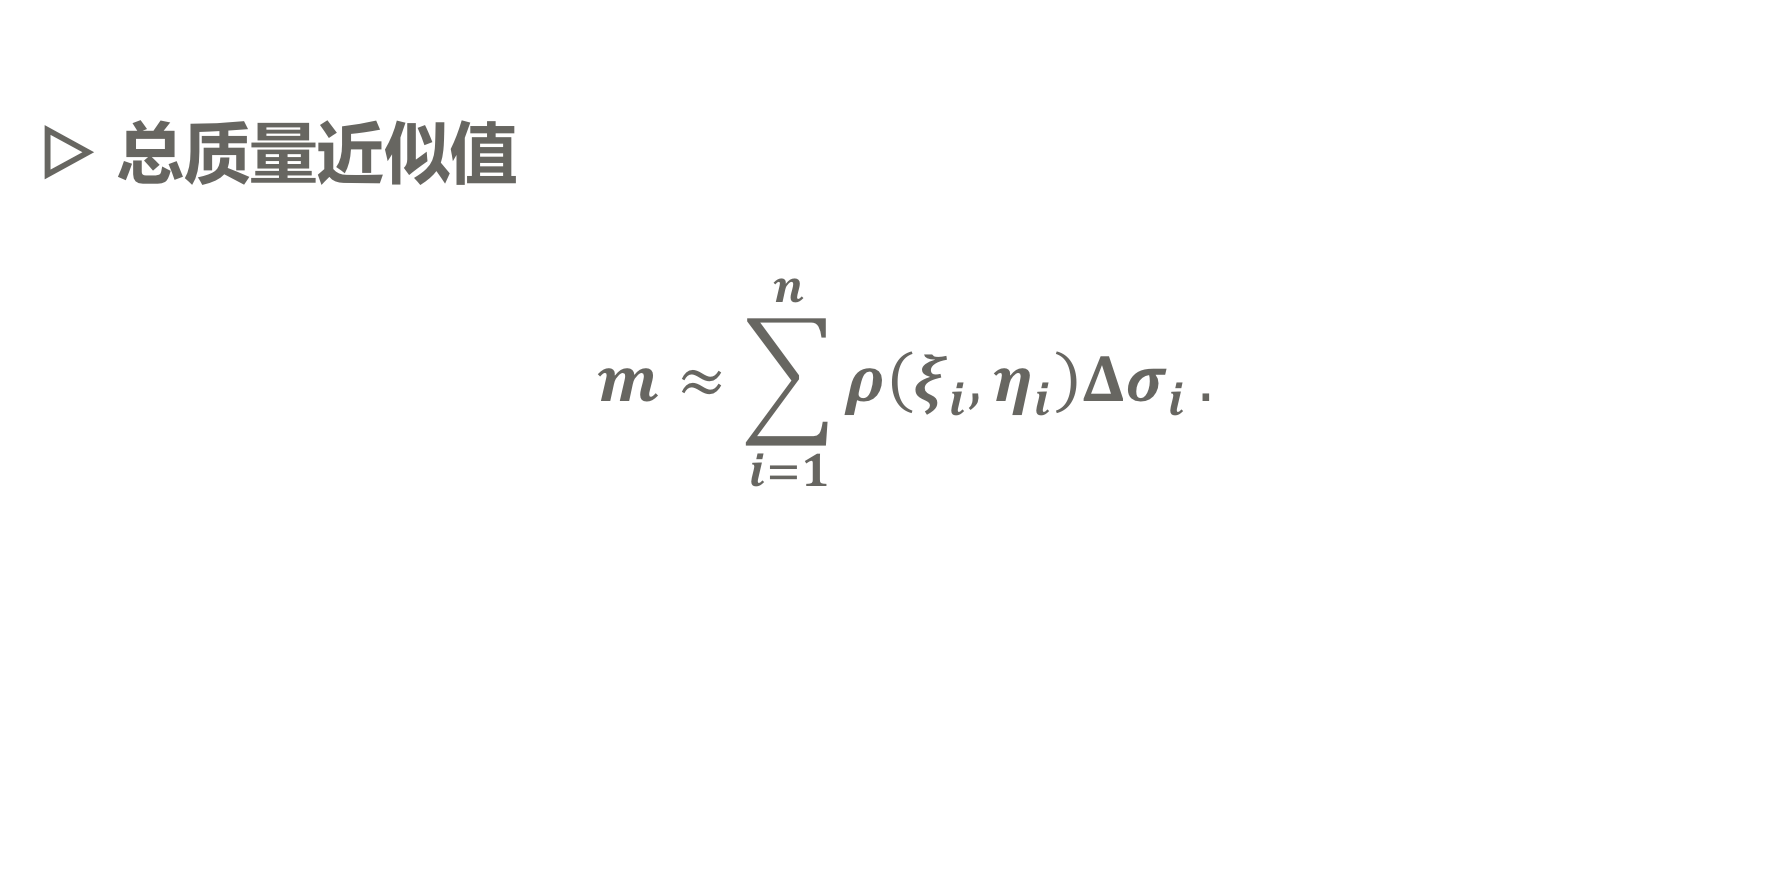 ▷ 总质量近似值
m ≈ ∑_{i=1}^{n} ρ(ξ_i, η_i)Δσ_i .